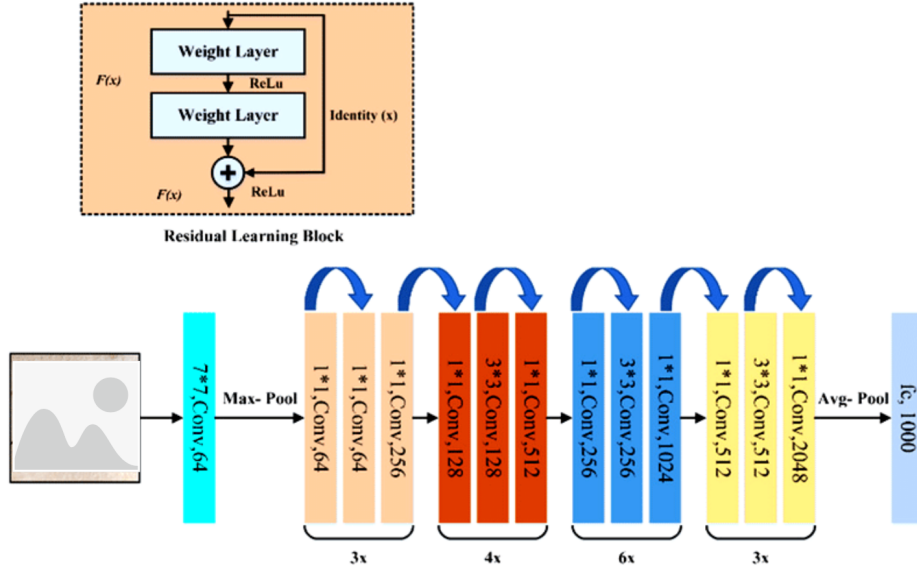 Weight Layer
F(x)
ReLu
Weight Layer
Identity (x)
+
F(x)
ReLu
Residual Learning Block
7*7,Conv,64
Max- Pool
1*1,Conv,64
1*1,Conv,64
1*1,Conv,256
1*1,Conv,128
3*3,Conv,128
1*1,Conv,512
1*1,Conv,256
3*3,Conv,256
1*1,Conv,1024
1*1,Conv,512
3*3,Conv,512
1*1,Conv,2048
Avg- Pool
fc, 1000
3x
4x
6x
3x